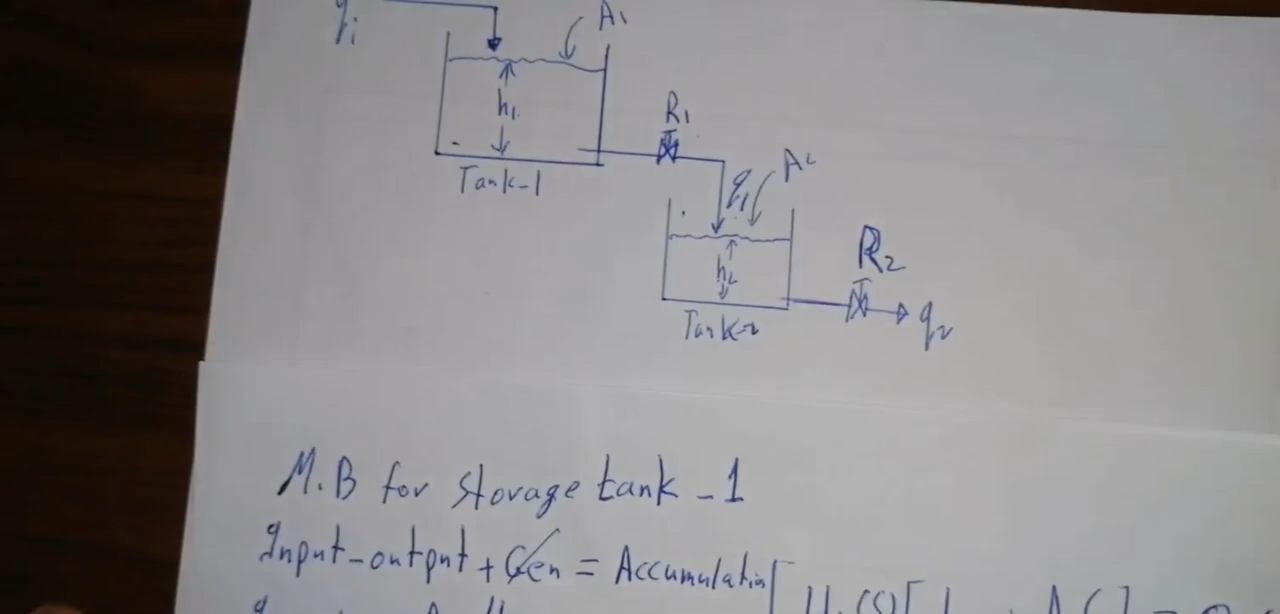 qi
A1
h1
R1
Tank-1
A2
q1
h2
R2
Tank-2
q2
M.B for storage tank - 1
Input-output + Gen = Accumulation